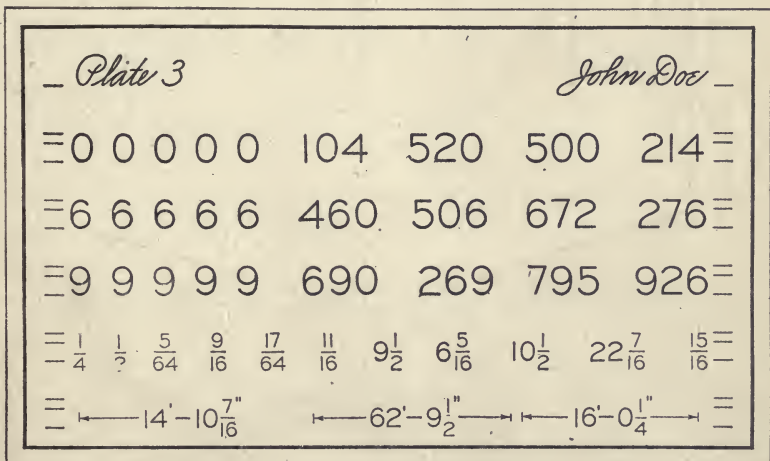 Plate 3 John Doe
0 0 0 0 0 104 520 500 214
6 6 6 6 6 460 506 672 276
9 9 9 9 9 690 269 795 926
1/4 1/2 5/64 9/16 17/64 11/16 9 1/2 6 5/16 10 1/2 22 7/16 15/16
14'-10 7/16" 62'-9 1/2" 16'-0 1/4"